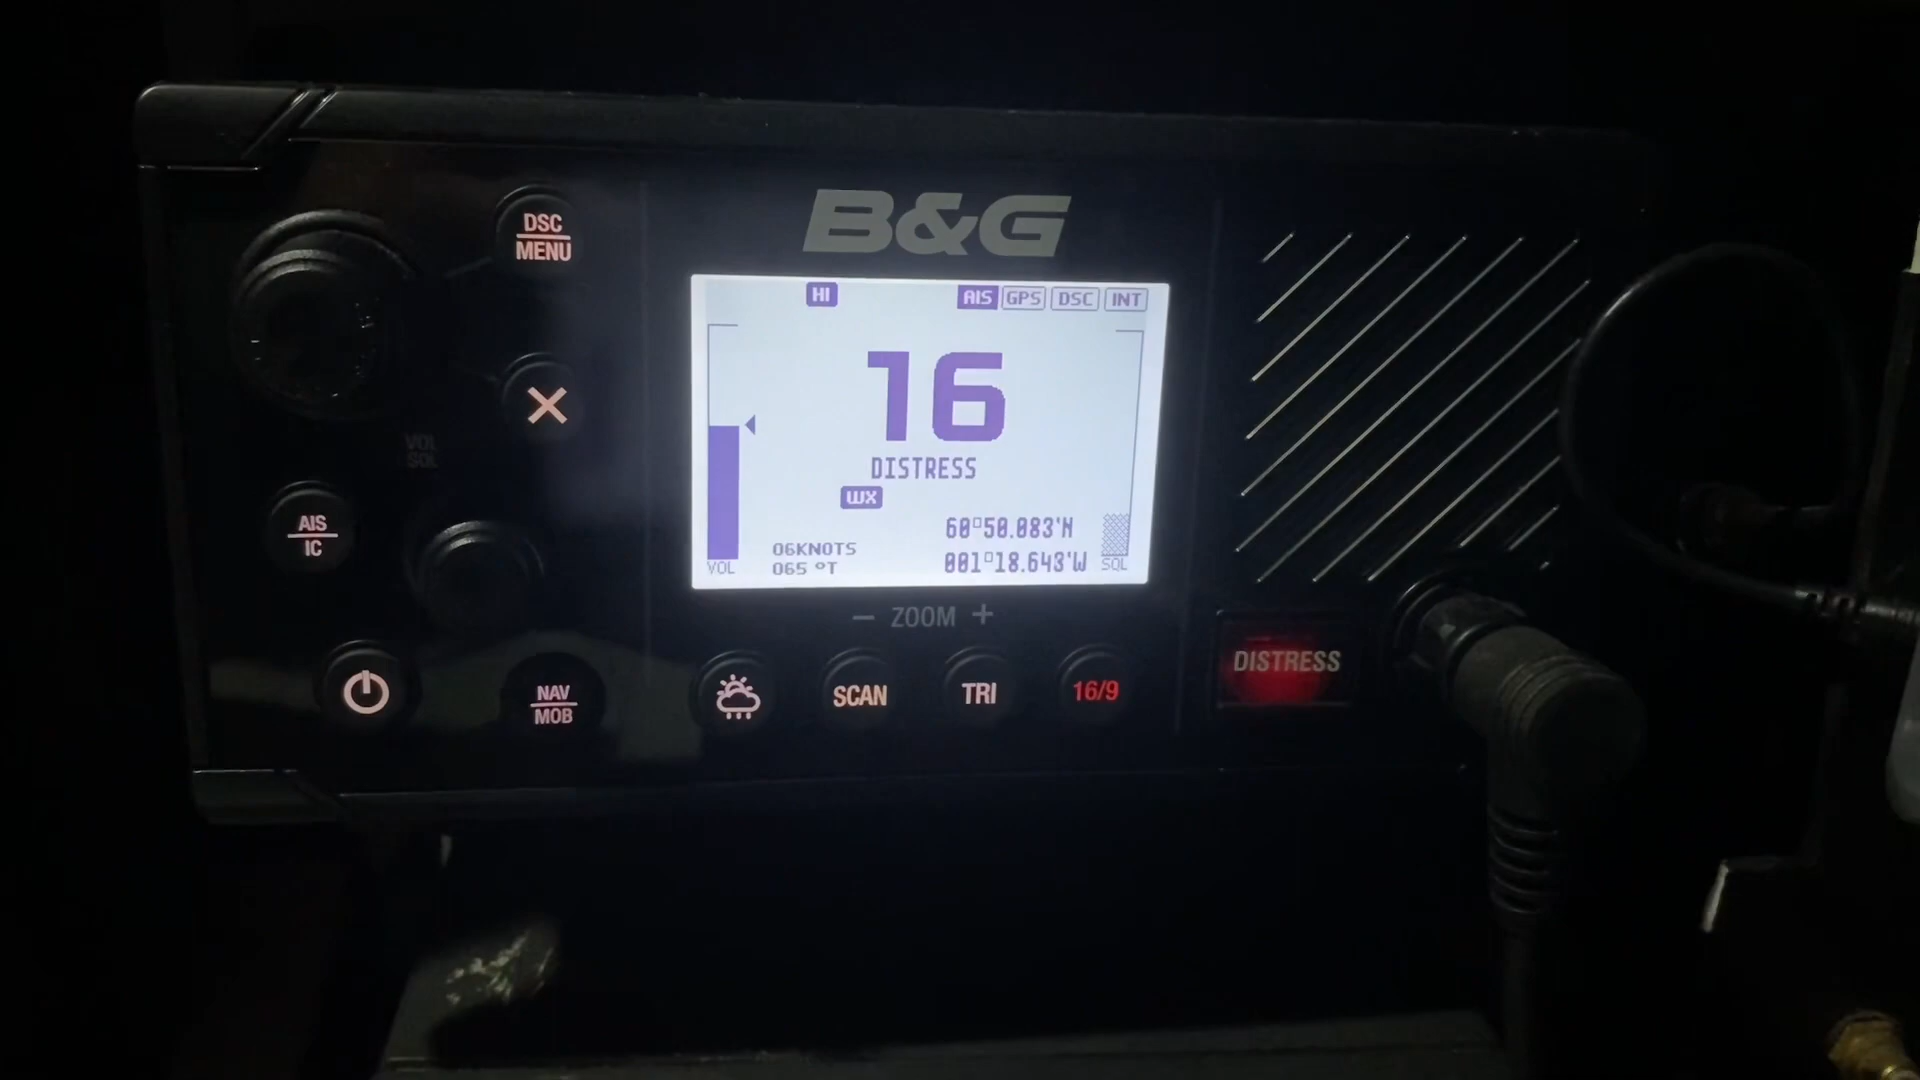 B&G
DSC
MENU
HI
AIS GPS DSC INT
16
DISTRESS
WX
60°50.083'N
06KNOTS
001°18.643'W
065 °T
VOL
SQL
VOL
SQL
AIS
IC
- ZOOM +
NAV
MOB
SCAN
TRI
16/9
DISTRESS